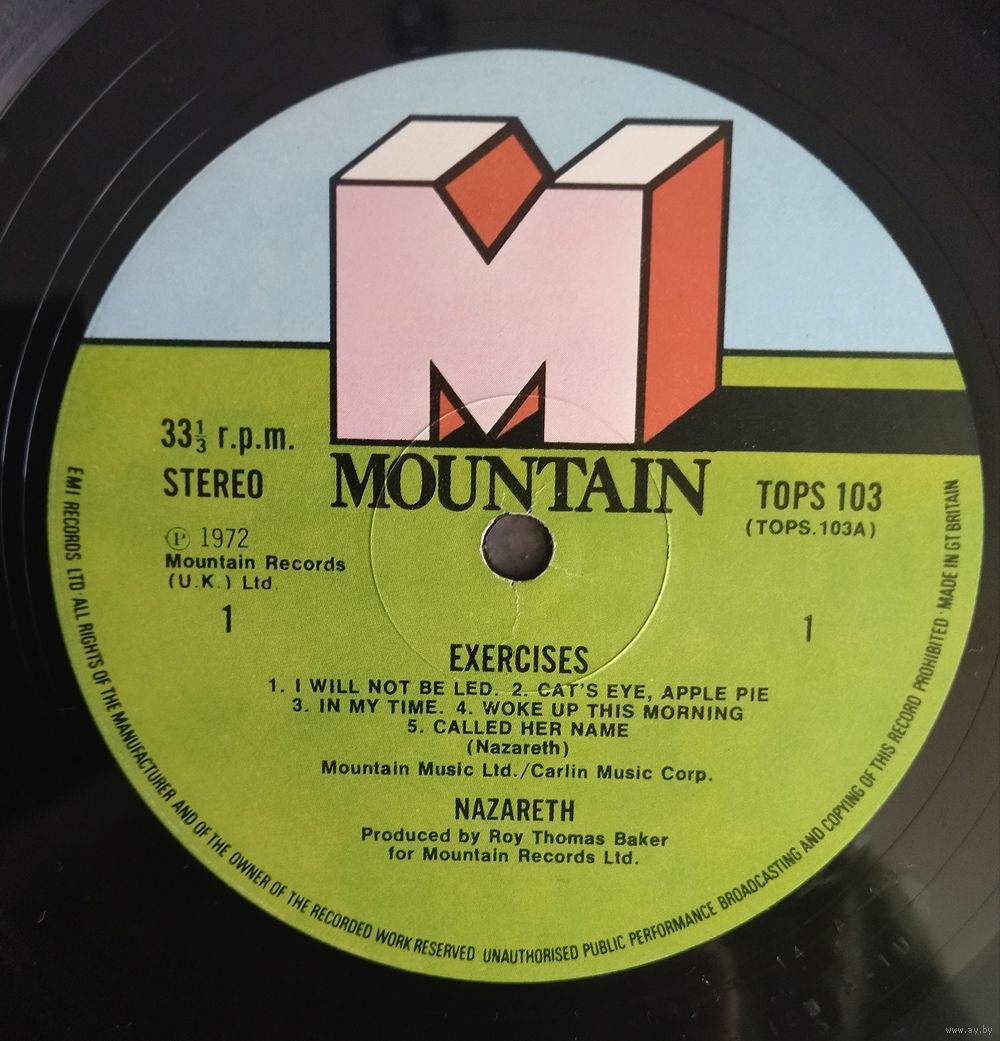 MOUNTAIN
33⅓ r.p.m.
STEREO
Ⓟ 1972
Mountain Records
(U.K.) Ltd.
1
TOPS 103
(TOPS.103A)
1
EXERCISES
1. I WILL NOT BE LED. 2. CAT'S EYE, APPLE PIE
3. IN MY TIME. 4. WOKE UP THIS MORNING
5. CALLED HER NAME
(Nazareth)
Mountain Music Ltd./Carlin Music Corp.
NAZARETH
Produced by Roy Thomas Baker
for Mountain Records Ltd.
EMI RECORDS LTD· ALL RIGHTS OF THE MANUFACTURER AND OF THE OWNER OF THE RECORDED WORK RESERVED· UNAUTHORISED PUBLIC PERFORMANCE BROADCASTING AND COPYING OF THIS RECORD PROHIBITED· MADE IN GT BRITAIN
www.ay.by